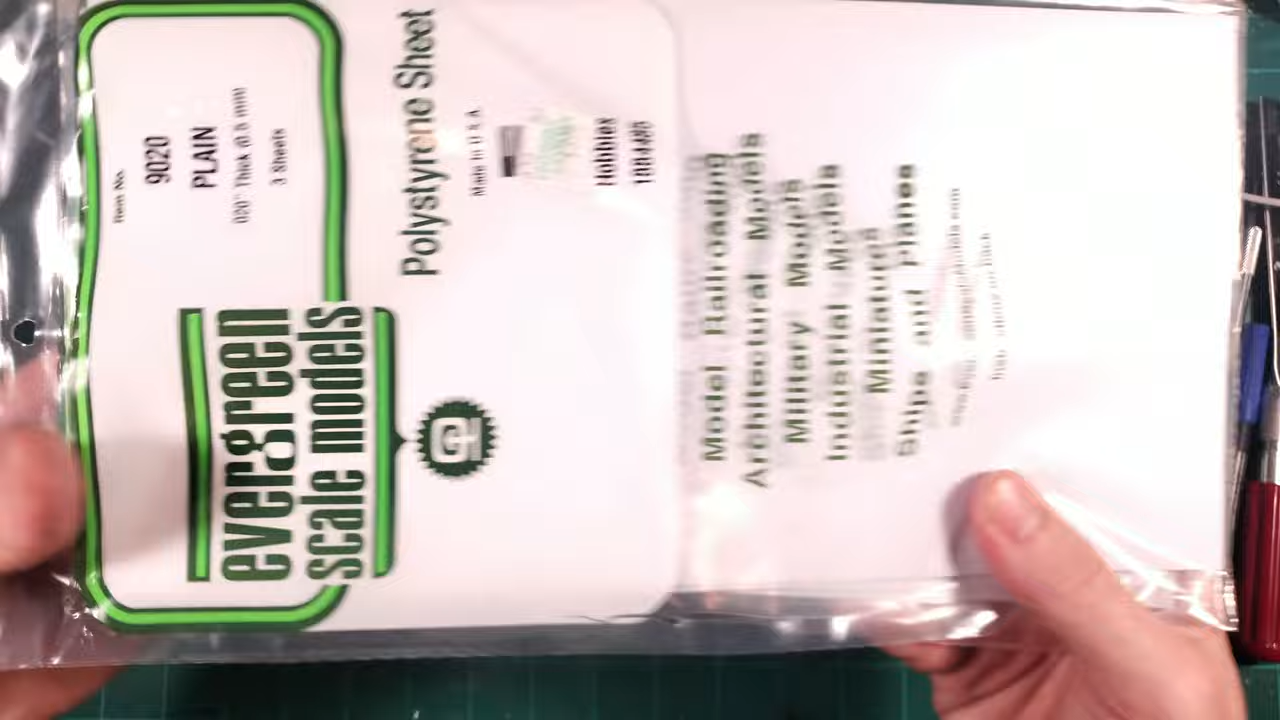 Item No.
9020
PLAIN
.020" Thick (0.5 mm)
3 Sheets
evergreen
scale models
Polystyrene Sheet
Made in U.S.A.
Hobbies
Model Railroading
Architectural Models
Military Models
Industrial Models
Miniatures
Ships and Planes